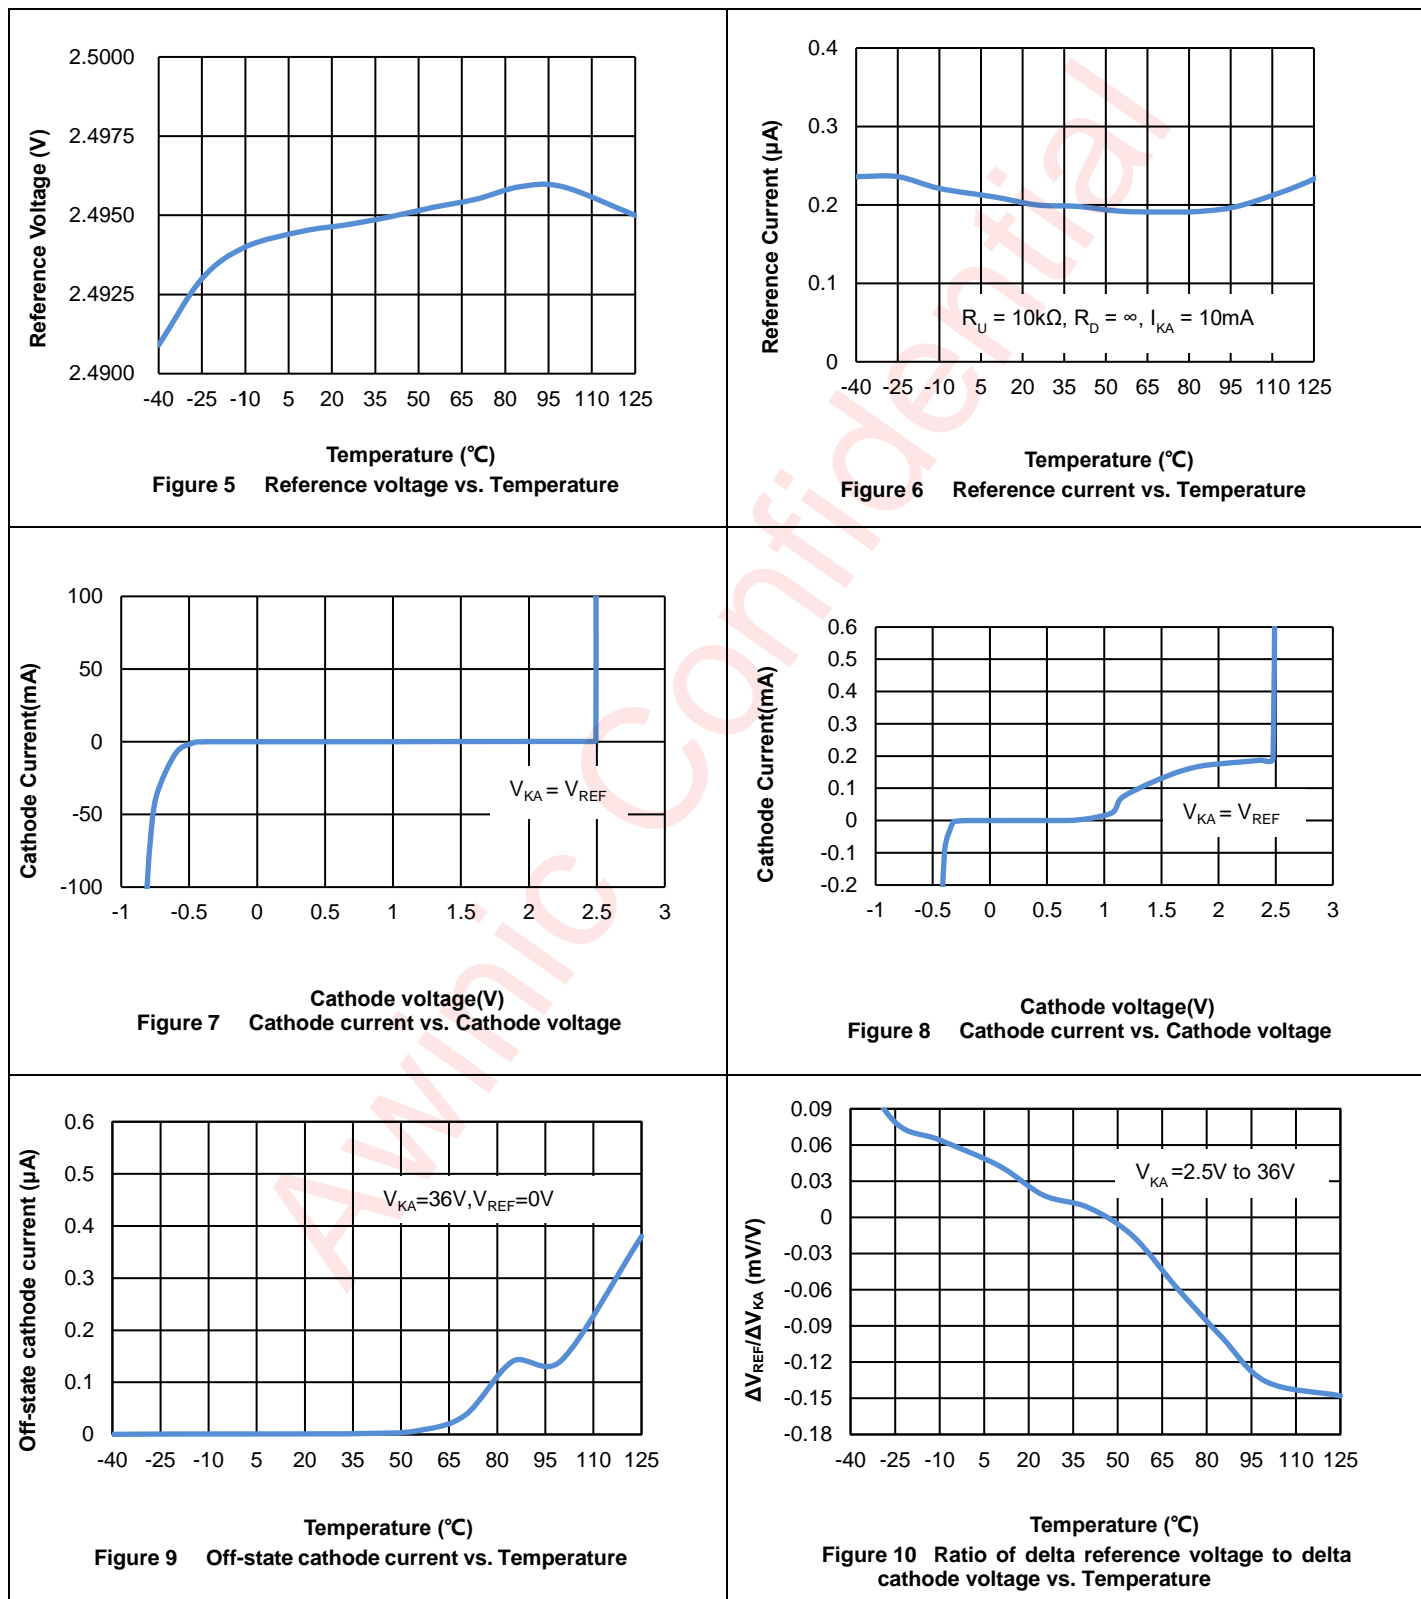 2.5000
2.4975
2.4950
2.4925
2.4900
Reference Voltage (V)
-40 -25 -10 5 20 35 50 65 80 95 110 125
Temperature (℃)
Figure 5 Reference voltage vs. Temperature
0.4
0.3
0.2
0.1
0
Reference Current (µA)
R_U = 10kΩ, R_D = ∞, I_KA = 10mA
-40 -25 -10 5 20 35 50 65 80 95 110 125
Temperature (℃)
Figure 6 Reference current vs. Temperature
100
50
0
-50
-100
Cathode Current(mA)
V_KA = V_REF
-1 -0.5 0 0.5 1 1.5 2 2.5 3
Cathode voltage(V)
Figure 7 Cathode current vs. Cathode voltage
0.6
0.5
0.4
0.3
0.2
0.1
0
-0.1
-0.2
Cathode Current(mA)
V_KA = V_REF
-1 -0.5 0 0.5 1 1.5 2 2.5 3
Cathode voltage(V)
Figure 8 Cathode current vs. Cathode voltage
0.6
0.5
0.4
0.3
0.2
0.1
0
Off-state cathode current (µA)
V_KA=36V,V_REF=0V
-40 -25 -10 5 20 35 50 65 80 95 110 125
Temperature (℃)
Figure 9 Off-state cathode current vs. Temperature
0.09
0.06
0.03
0
-0.03
-0.06
-0.09
-0.12
-0.15
-0.18
ΔV_REF/ΔV_KA (mV/V)
V_KA =2.5V to 36V
-40 -25 -10 5 20 35 50 65 80 95 110 125
Temperature (℃)
Figure 10 Ratio of delta reference voltage to delta
cathode voltage vs. Temperature
Awinic Confidential